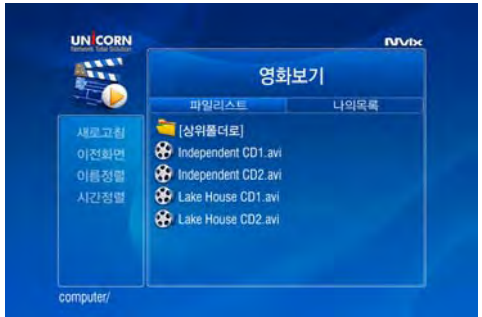 UNICORN
Network Total Solution
Mvix
영화보기
파일리스트
나의목록
새로고침
이전화면
이름정렬
시간정렬
[상위폴더로]
Independent CD1.avi
Independent CD2.avi
Lake House CD1.avi
Lake House CD2.avi
computer/